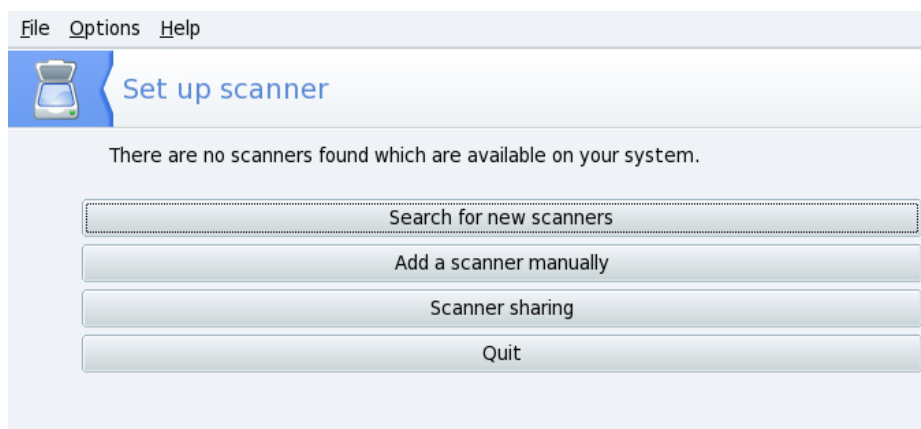 File Options Help
Set up scanner
There are no scanners found which are available on your system.
Search for new scanners
Add a scanner manually
Scanner sharing
Quit